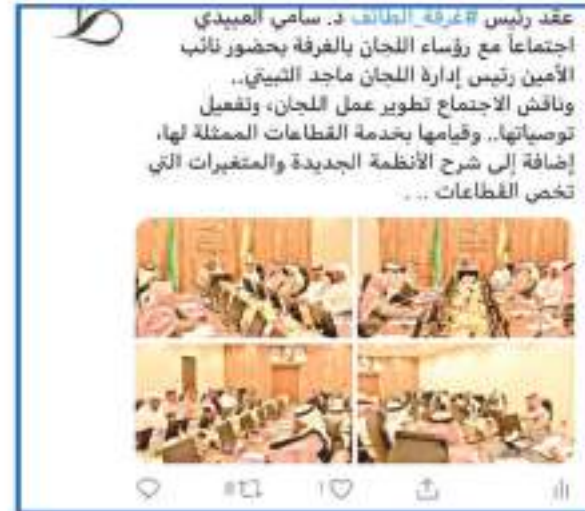 عقد رئيس #غرفة_الطائف د. سامي العبيدي
اجتماعاً مع رؤساء اللجان بالغرفة بحضور نائب
الأمين رئيس إدارة اللجان ماجد الثبيتي..
وناقش الاجتماع تطوير عمل اللجان، وتفعيل
توصياتها.. وقيامها بخدمة القطاعات الممثلة لها،
إضافة إلى شرح الأنظمة الجديدة والمتغيرات التي
تخص القطاعات .. .
1